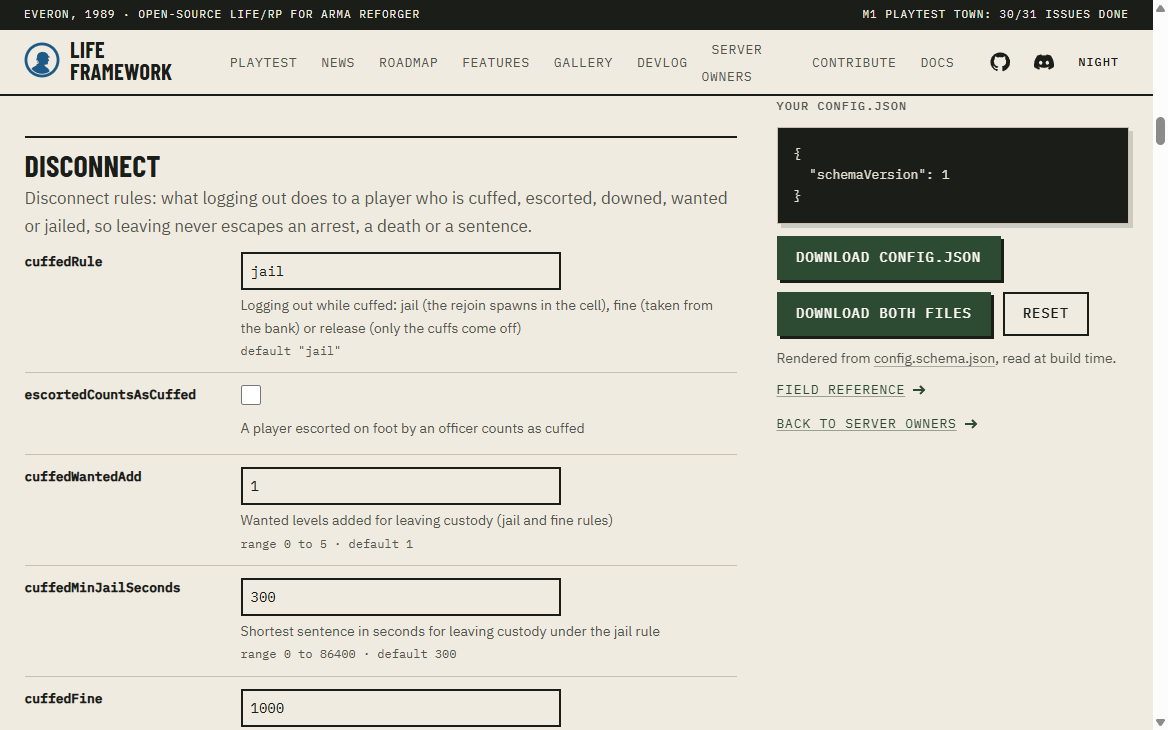 EVERON, 1989 · OPEN-SOURCE LIFE/RP FOR ARMA REFORGER
M1 PLAYTEST TOWN: 30/31 ISSUES DONE
LIFE
FRAMEWORK
PLAYTEST
NEWS
ROADMAP
FEATURES
GALLERY
DEVLOG
SERVER
OWNERS
CONTRIBUTE
DOCS
NIGHT
DISCONNECT
Disconnect rules: what logging out does to a player who is cuffed, escorted, downed, wanted
or jailed, so leaving never escapes an arrest, a death or a sentence.
cuffedRule
jail
Logging out while cuffed: jail (the rejoin spawns in the cell), fine (taken from
the bank) or release (only the cuffs come off)
default "jail"
escortedCountsAsCuffed
A player escorted on foot by an officer counts as cuffed
cuffedWantedAdd
1
Wanted levels added for leaving custody (jail and fine rules)
range 0 to 5 · default 1
cuffedMinJailSeconds
300
Shortest sentence in seconds for leaving custody under the jail rule
range 0 to 86400 · default 300
cuffedFine
1000
YOUR CONFIG.JSON
{
"schemaVersion": 1
}
DOWNLOAD CONFIG.JSON
DOWNLOAD BOTH FILES
RESET
Rendered from config.schema.json, read at build time.
FIELD REFERENCE →
BACK TO SERVER OWNERS →